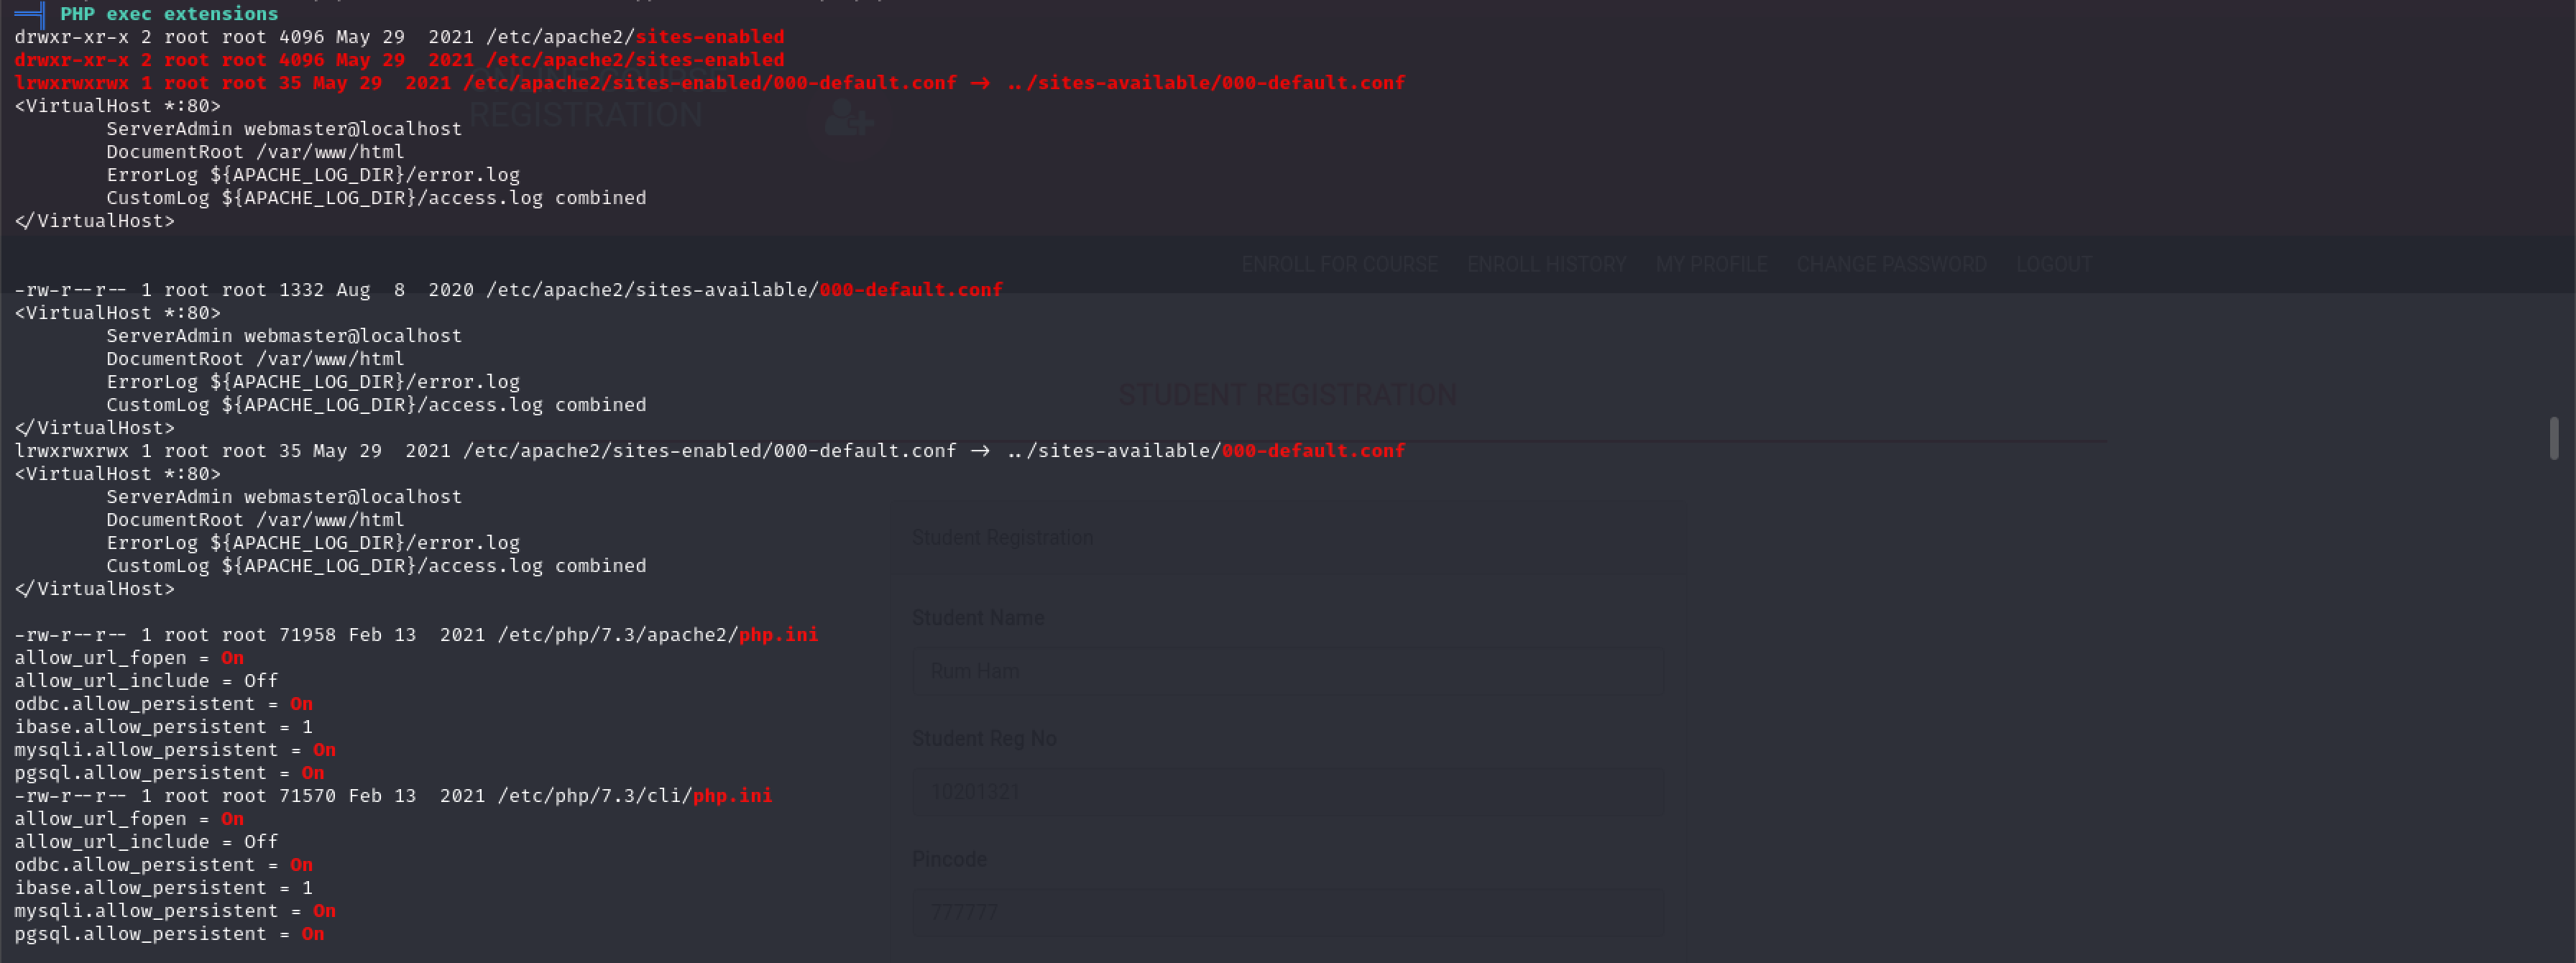 PHP exec extensions
drwxr-xr-x 2 root root 4096 May 29  2021 /etc/apache2/sites-enabled
drwxr-xr-x 2 root root 4096 May 29  2021 /etc/apache2/sites-enabled
lrwxrwxrwx 1 root root 35 May 29  2021 /etc/apache2/sites-enabled/000-default.conf -> ../sites-available/000-default.conf
<VirtualHost *:80>
        ServerAdmin webmaster@localhost
        DocumentRoot /var/www/html
        ErrorLog ${APACHE_LOG_DIR}/error.log
        CustomLog ${APACHE_LOG_DIR}/access.log combined
</VirtualHost>
REGISTRATION
ENROLL FOR COURSE ENROLL HISTORY MY PROFILE CHANGE PASSWORD LOGOUT
-rw-r--r-- 1 root root 1332 Aug  8  2020 /etc/apache2/sites-available/000-default.conf
<VirtualHost *:80>
        ServerAdmin webmaster@localhost
        DocumentRoot /var/www/html
        ErrorLog ${APACHE_LOG_DIR}/error.log
        CustomLog ${APACHE_LOG_DIR}/access.log combined
</VirtualHost>
STUDENT REGISTRATION
lrwxrwxrwx 1 root root 35 May 29  2021 /etc/apache2/sites-enabled/000-default.conf -> ../sites-available/000-default.conf
<VirtualHost *:80>
        ServerAdmin webmaster@localhost
        DocumentRoot /var/www/html
        ErrorLog ${APACHE_LOG_DIR}/error.log
        CustomLog ${APACHE_LOG_DIR}/access.log combined
</VirtualHost>
-rw-r--r-- 1 root root 71958 Feb 13  2021 /etc/php/7.3/apache2/php.ini
allow_url_fopen = On
allow_url_include = Off
odbc.allow_persistent = On
ibase.allow_persistent = 1
mysqli.allow_persistent = On
pgsql.allow_persistent = On
-rw-r--r-- 1 root root 71570 Feb 13  2021 /etc/php/7.3/cli/php.ini
allow_url_fopen = On
allow_url_include = Off
odbc.allow_persistent = On
ibase.allow_persistent = 1
mysqli.allow_persistent = On
pgsql.allow_persistent = On
Student Registration
Student Name
Rum Ham
Student Reg No
10201321
Pincode
777777